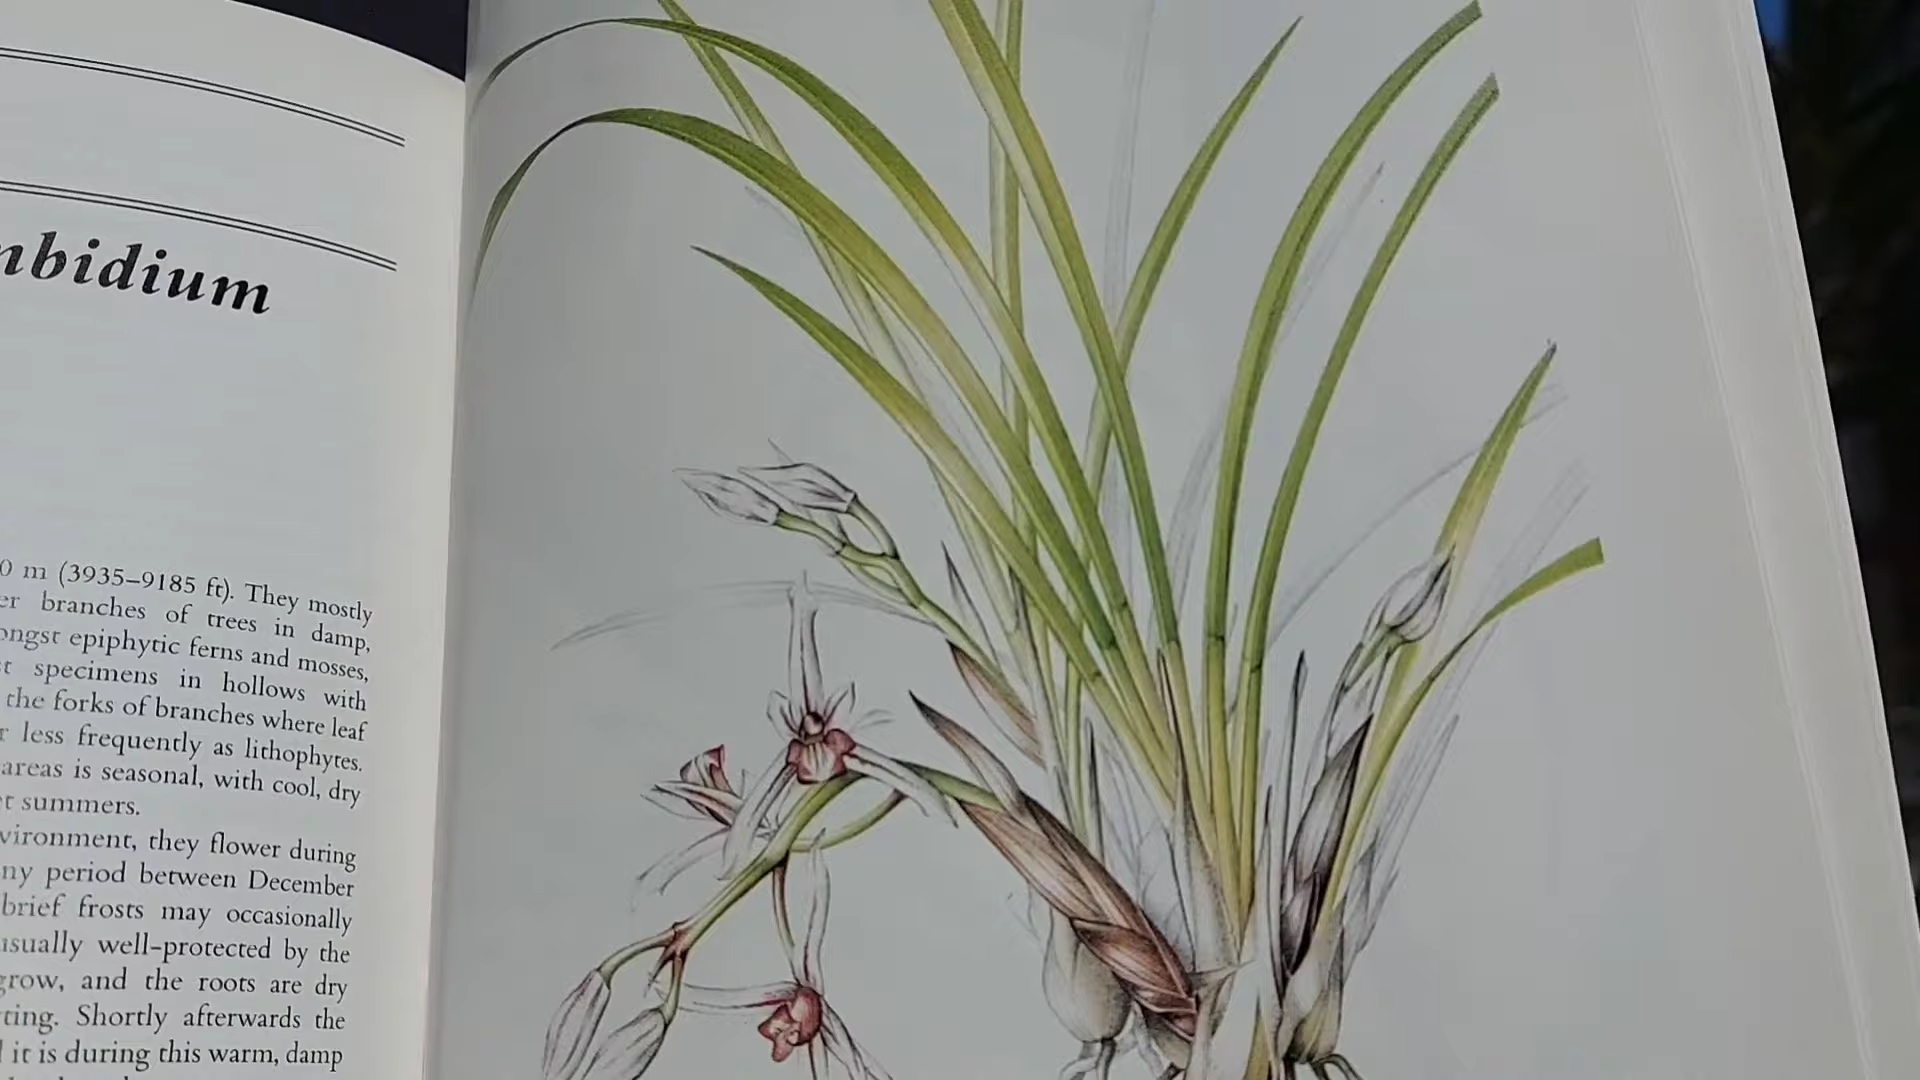 nbidium
0 m (3935–9185 ft). They mostly
er branches of trees in damp,
ongst epiphytic ferns and mosses,
t specimens in hollows with
the forks of branches where leaf
r less frequently as lithophytes.
areas is seasonal, with cool, dry
et summers.
vironment, they flower during
ny period between December
brief frosts may occasionally
usually well-protected by the
grow, and the roots are dry
ting. Shortly afterwards the
it is during this warm, damp